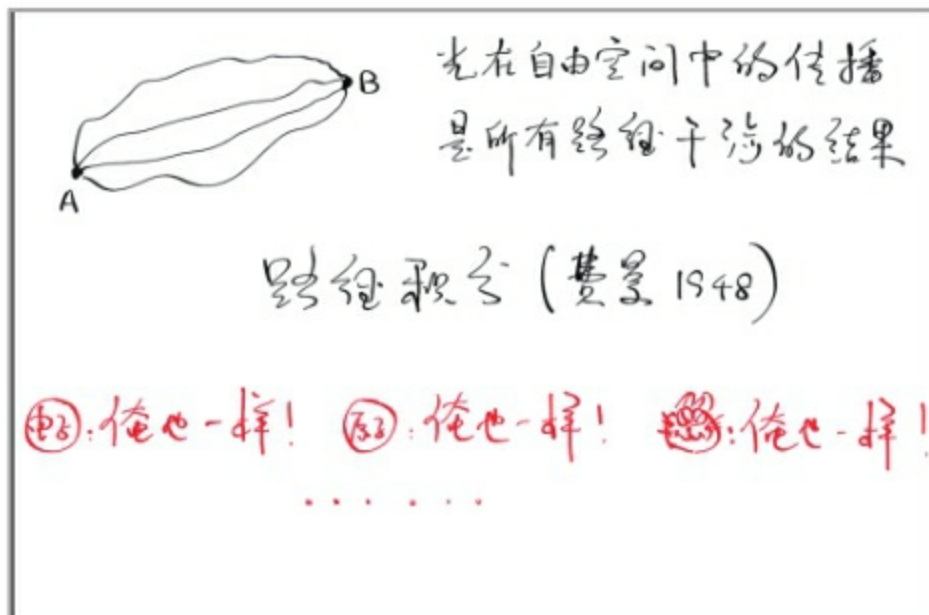 光在自由空间中的传播
是所有路径干涉的结果
B
A
路径积分(费曼 1948)
电子:俺也一样! 原子:俺也一样! :俺也一样!
......